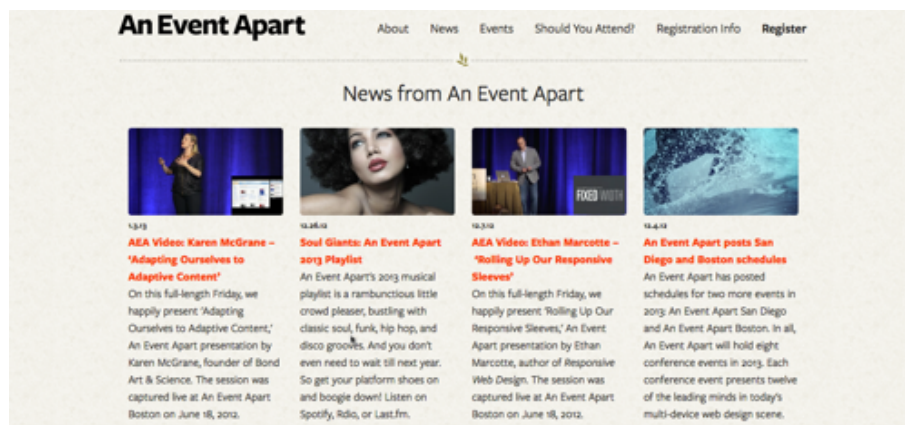 An Event Apart
About News Events Should You Attend? Registration Info Register
News from An Event Apart
FIXED WIDTH
1.3.13
AEA Video: Karen McGrane –
‘Adapting Ourselves to
Adaptive Content’
On this full-length Friday, we
happily present ‘Adapting
Ourselves to Adaptive Content,’
An Event Apart presentation by
Karen McGrane, founder of Bond
Art & Science. The session was
captured live at An Event Apart
Boston on June 18, 2012.
12.26.12
Soul Giants: An Event Apart
2013 Playlist
An Event Apart’s 2013 musical
playlist is a rambunctious little
crowd pleaser, bustling with
classic soul, funk, hip hop, and
disco grooves. And you don’t
even need to wait till next year.
So get your platform shoes on
and boogie down! Listen on
Spotify, Rdio, or Last.fm.
12.7.12
AEA Video: Ethan Marcotte –
‘Rolling Up Our Responsive
Sleeves’
On this full-length Friday, we
happily present ‘Rolling Up Our
Responsive Sleeves,’ An Event
Apart presentation by Ethan
Marcotte, author of Responsive
Web Design. The session was
captured live at An Event Apart
Boston on June 18, 2012.
12.4.12
An Event Apart posts San
Diego and Boston schedules
An Event Apart has posted
schedules for two more events in
2013: An Event Apart San Diego
and An Event Apart Boston. In all,
An Event Apart will hold eight
conference events in 2013. Each
conference event presents twelve
of the leading minds in today’s
multi-device web design scene.